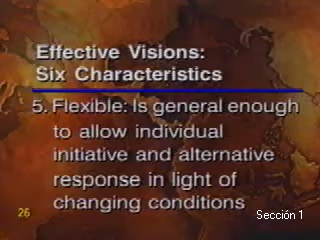 Effective Visions:
Six Characteristics
5. Flexible: Is general enough
to allow individual
initiative and alternative
response in light of
changing conditions
26
Sección 1